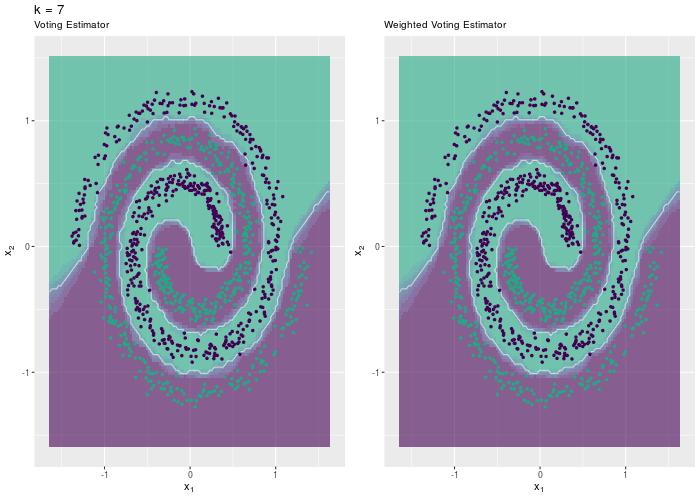 k = 7
Voting Estimator
1
0
-1
x2
-1
0
1
x1
Weighted Voting Estimator
1
0
-1
x2
-1
0
1
x1